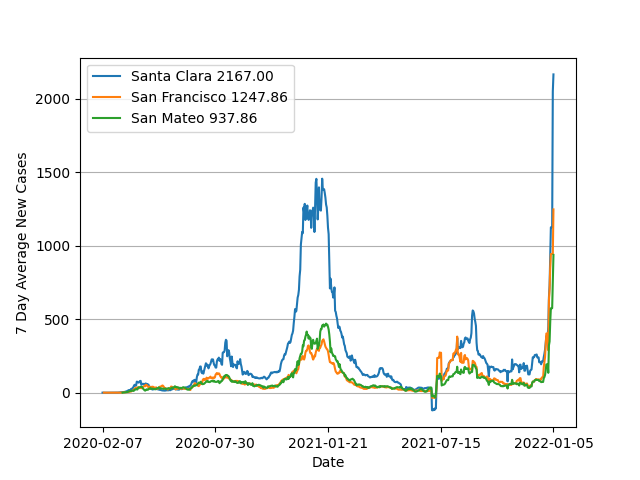 Santa Clara 2167.00
San Francisco 1247.86
San Mateo 937.86
7 Day Average New Cases
2000
1500
1000
500
0
2020-02-07 2020-07-30 2021-01-21 2021-07-15 2022-01-05
Date